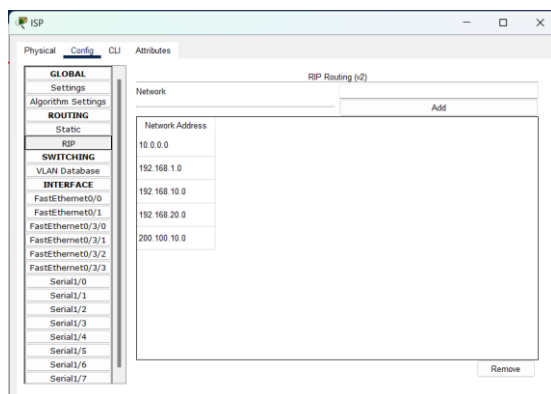 ISP
Physical Config CLI Attributes
GLOBAL
Settings
Algorithm Settings
ROUTING
Static
RIP
SWITCHING
VLAN Database
INTERFACE
FastEthernet0/0
FastEthernet0/1
FastEthernet0/3/0
FastEthernet0/3/1
FastEthernet0/3/2
FastEthernet0/3/3
Serial1/0
Serial1/1
Serial1/2
Serial1/3
Serial1/4
Serial1/5
Serial1/6
Serial1/7
RIP Routing (v2)
Network
Add
Network Address
10.0.0.0
192.168.1.0
192.168.10.0
192.168.20.0
200.100.10.0
Remove